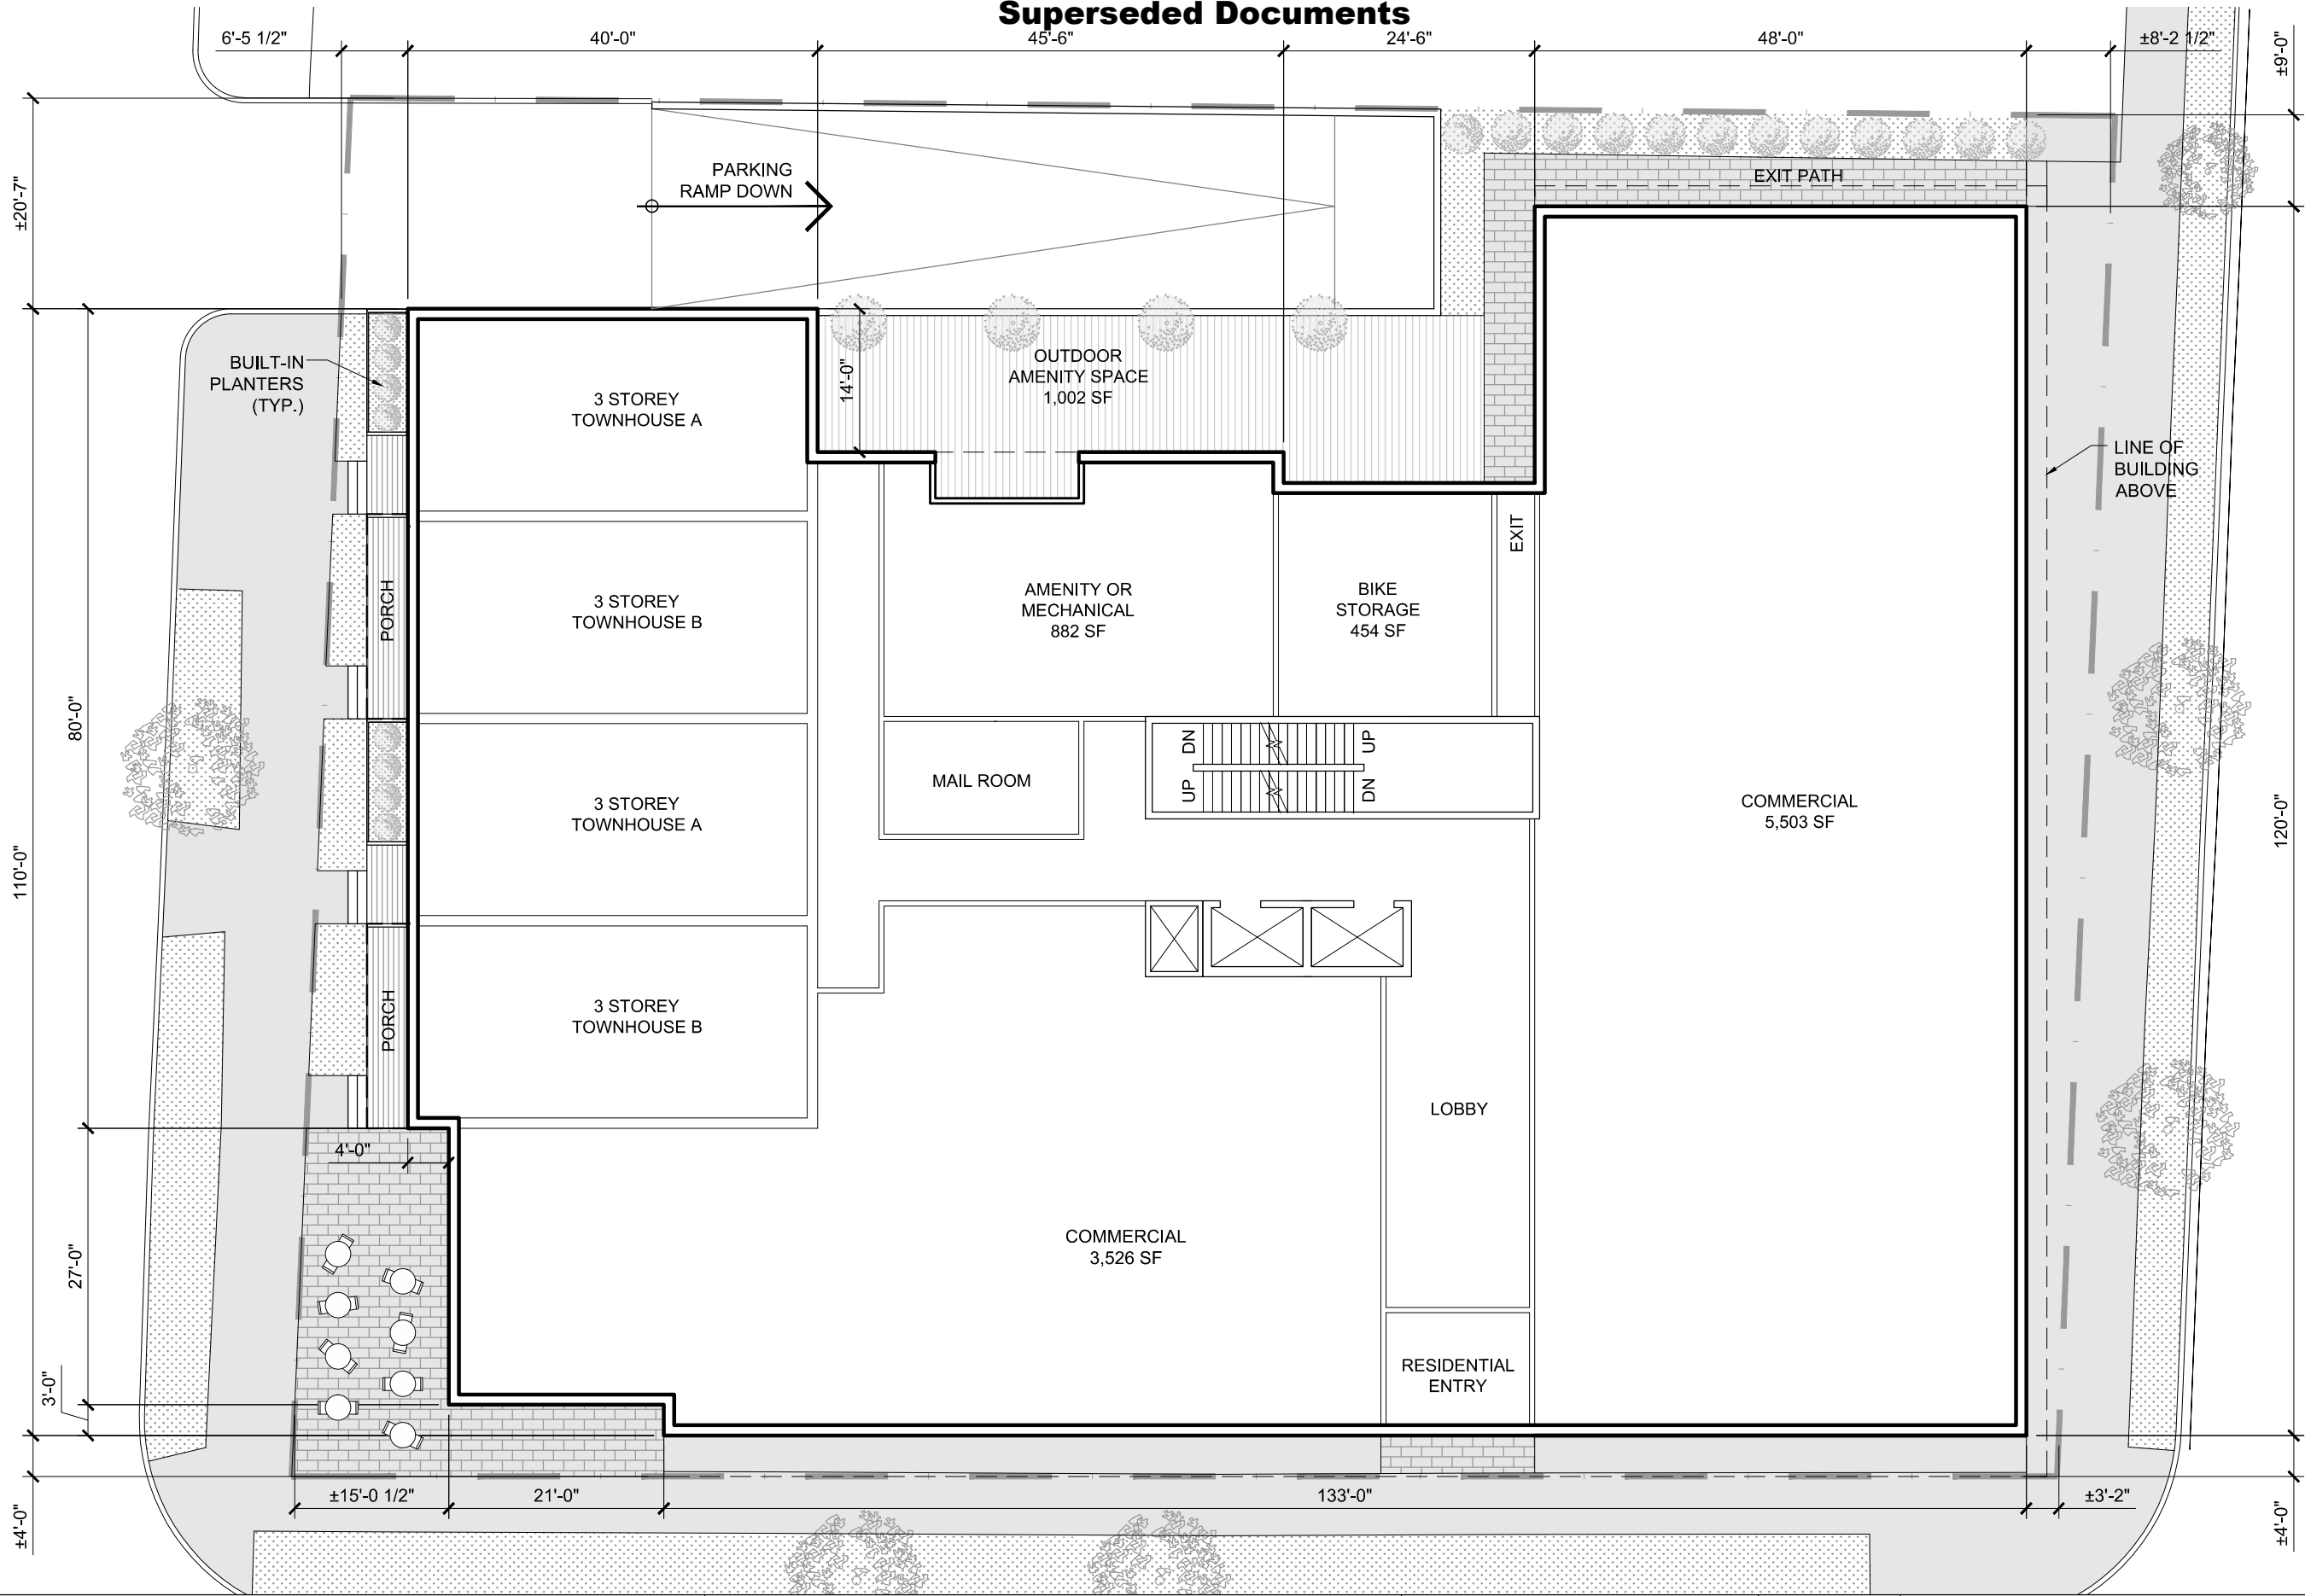 Superseded Documents
6'-5 1/2"
40'-0"
45'-6"
24'-6"
48'-0"
±8'-2 1/2"
±9'-0"
±20'-7"
PARKING
RAMP DOWN
EXIT PATH
BUILT-IN
PLANTERS
(TYP.)
3 STOREY
TOWNHOUSE A
14'-0"
OUTDOOR
AMENITY SPACE
1,002 SF
LINE OF
BUILDING
ABOVE
EXIT
PORCH
3 STOREY
TOWNHOUSE B
AMENITY OR
MECHANICAL
882 SF
BIKE
STORAGE
454 SF
80'-0"
110'-0"
120'-0"
3 STOREY
TOWNHOUSE A
MAIL ROOM
DN
UP
UP
DN
COMMERCIAL
5,503 SF
PORCH
3 STOREY
TOWNHOUSE B
LOBBY
4'-0"
27'-0"
COMMERCIAL
3,526 SF
3'-0"
RESIDENTIAL
ENTRY
±15'-0 1/2"
21'-0"
133'-0"
±3'-2"
±4'-0"
±4'-0"